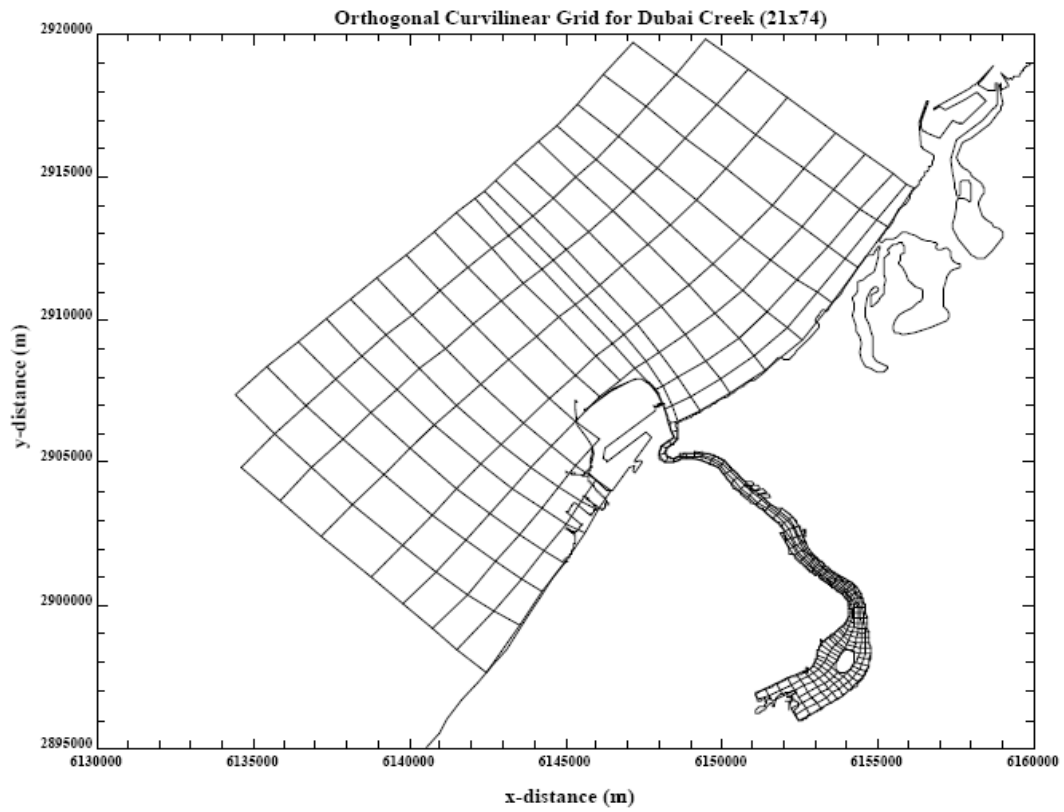 Orthogonal Curvilinear Grid for Dubai Creek (21x74)
2920000
2915000
2910000
2905000
2900000
2895000
y-distance (m)
6130000 6135000 6140000 6145000 6150000 6155000 6160000
x-distance (m)